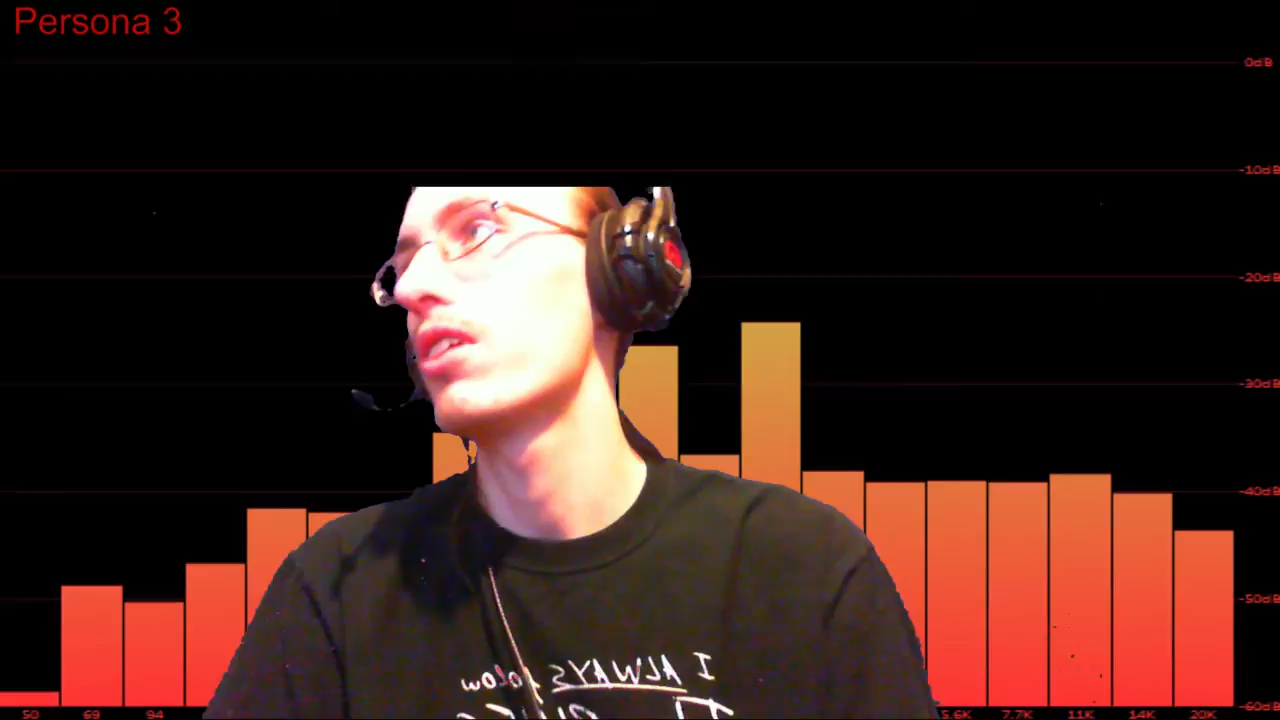 Persona 3
0dB
-10dB
-20dB
-30dB
-40dB
-50dB
-60dB
50 69 94 5.6K 7.7K 11K 14K 20K
I ALWAYS folow